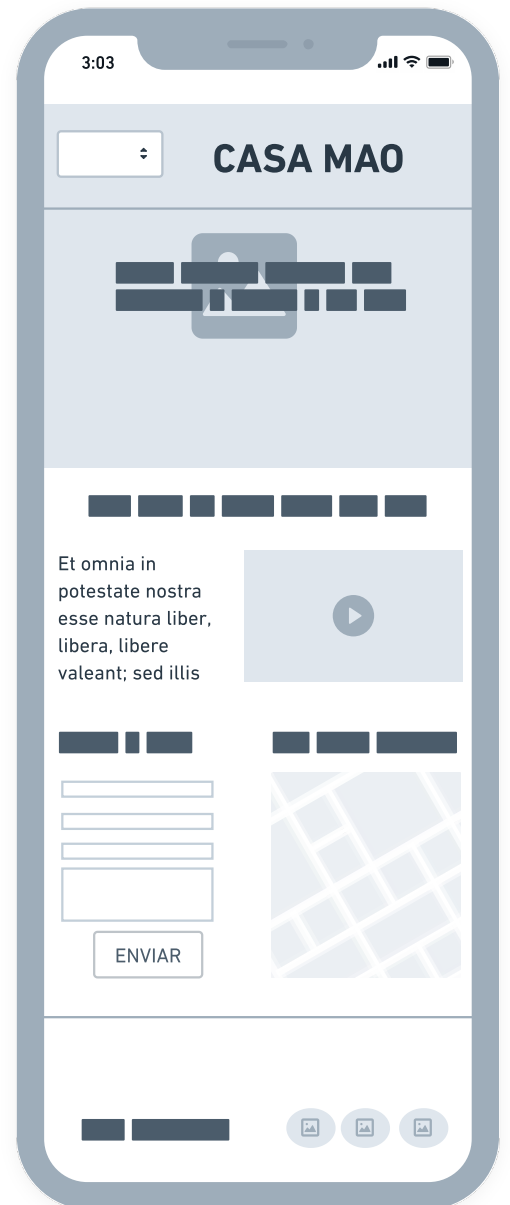 3:03
CASA MAO
Et omnia in
potestate nostra
esse natura liber,
libera, libere
valeant; sed illis
ENVIAR